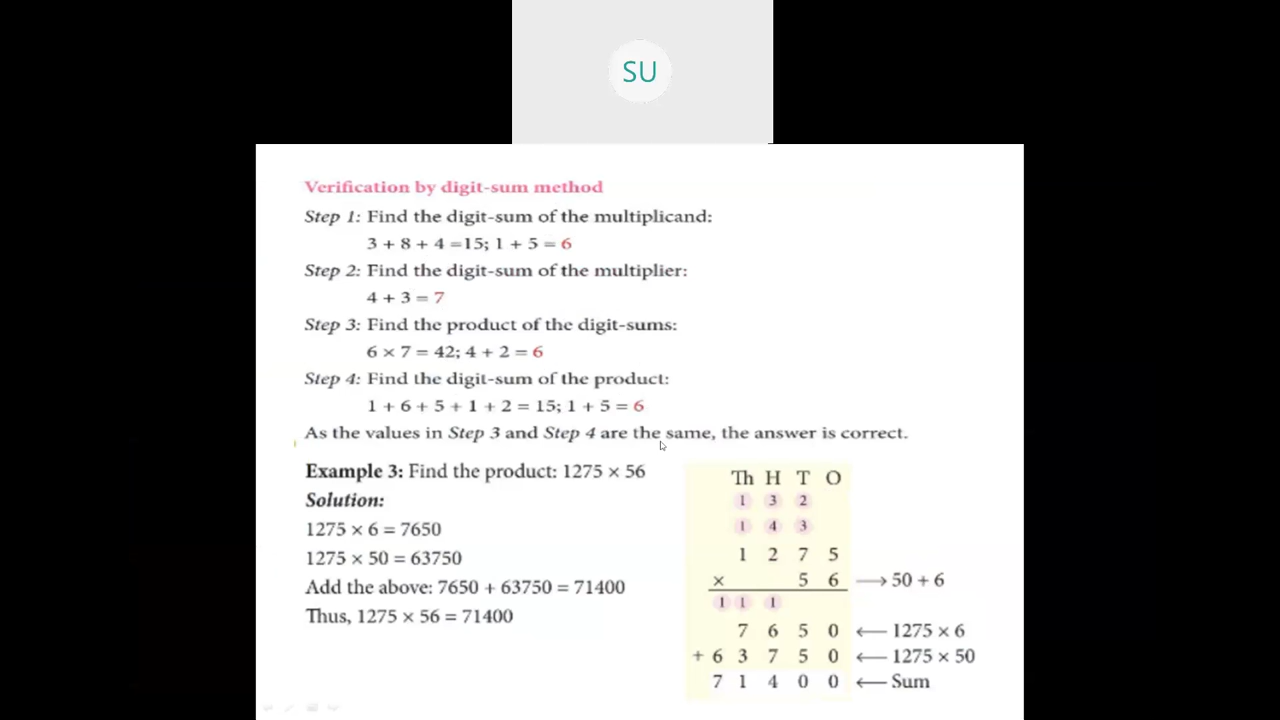 SU
Verification by digit-sum method
Step 1: Find the digit-sum of the multiplicand:
3 + 8 + 4 =15; 1 + 5 = 6
Step 2: Find the digit-sum of the multiplier:
4 + 3 = 7
Step 3: Find the product of the digit-sums:
6 × 7 = 42; 4 + 2 = 6
Step 4: Find the digit-sum of the product:
1 + 6 + 5 + 1 + 2 = 15; 1 + 5 = 6
As the values in Step 3 and Step 4 are the same, the answer is correct.
Example 3: Find the product: 1275 × 56
Solution:
1275 × 6 = 7650
1275 × 50 = 63750
Add the above: 7650 + 63750 = 71400
Thus, 1275 × 56 = 71400
Th H T O
1 3 2
1 4 3
1 2 7 5
× 5 6 → 50 + 6
1 1 1
7 6 5 0 ← 1275 × 6
+ 6 3 7 5 0 ← 1275 × 50
7 1 4 0 0 ← Sum